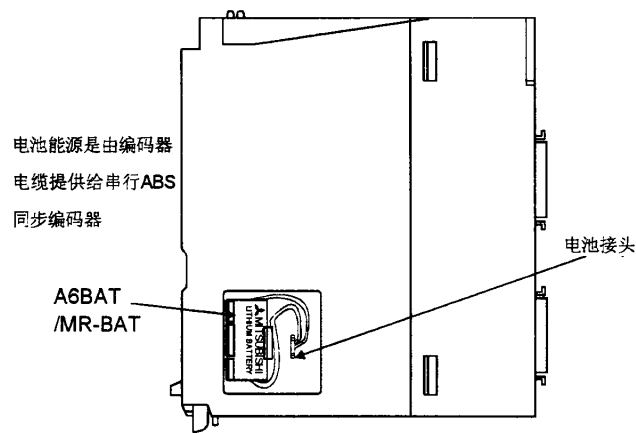 电池能源是由编码器
电缆提供给串行ABS
同步编码器
电池接头
A6BAT
/MR-BAT
MITSUBISHI
LITHIUM BATTERY